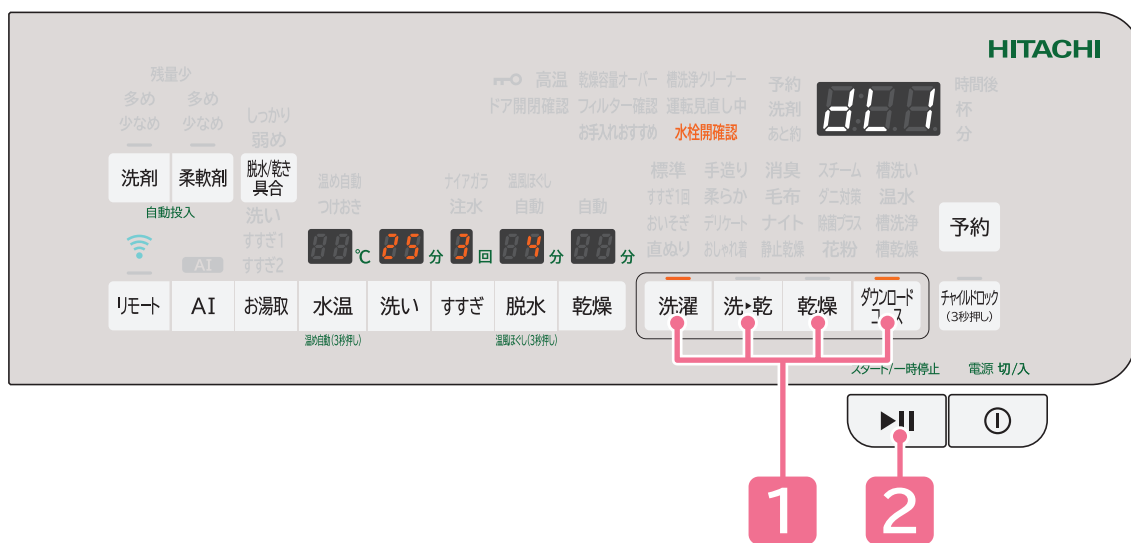 HITACHI
残量少
多め 多め
少なめ 少なめ
しっかり
弱め
高温 乾燥容量オーバー 槽洗浄クリーナー
ドア開閉確認 フィルター確認 運転見直し中
お手入れおすすめ 水栓開確認
予約
洗剤
あと約
dL 1
時間後
杯
分
洗剤 柔軟剤 脱水/乾き具合
自動投入
洗い
すすぎ1
すすぎ2
AI
温め自動
つけおき
ナイアガラ
注水
温風ほぐし
自動
自動
88 ℃ 25 分 3 回 4 分 88 分
標準 手造り 消臭 スチーム 槽洗い
すすぎ1回 柔らか 毛布 ダニ対策 温水
おいそぎ デリケート ナイト 除菌プラス 槽洗浄
直ぬり おしゃれ着 静止乾燥 花粉 槽乾燥
予約
リモート AI お湯取 水温 洗い すすぎ 脱水 乾燥
温め自動(3秒押し) 温風ほぐし(3秒押し)
洗濯 洗▸乾 乾燥 ダウンロードコース
チャイルドロック
(3秒押し)
スタート/一時停止 電源 切/入
1 2